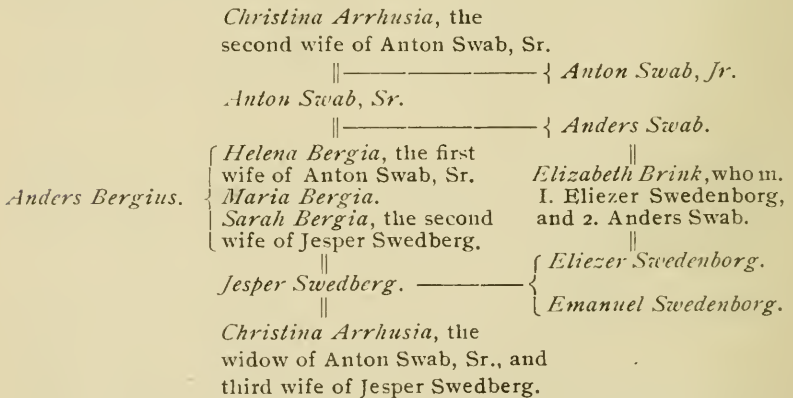 Christina Arrhusia, the
second wife of Anton Swab, Sr.
||———————{ Anton Swab, Jr.
Anton Swab, Sr.
||———————{ Anders Swab.
{ Helena Bergia, the first ||
wife of Anton Swab, Sr. Elizabeth Brink, who m.
Anders Bergius. { Maria Bergia. 1. Eliezer Swedenborg,
Sarah Bergia, the second and 2. Anders Swab.
wife of Jesper Swedberg. ||
|| { Eliezer Swedenborg.
Jesper Swedberg. ————{
|| Emanuel Swedenborg.
Christina Arrhusia, the
widow of Anton Swab, Sr., and
third wife of Jesper Swedberg.